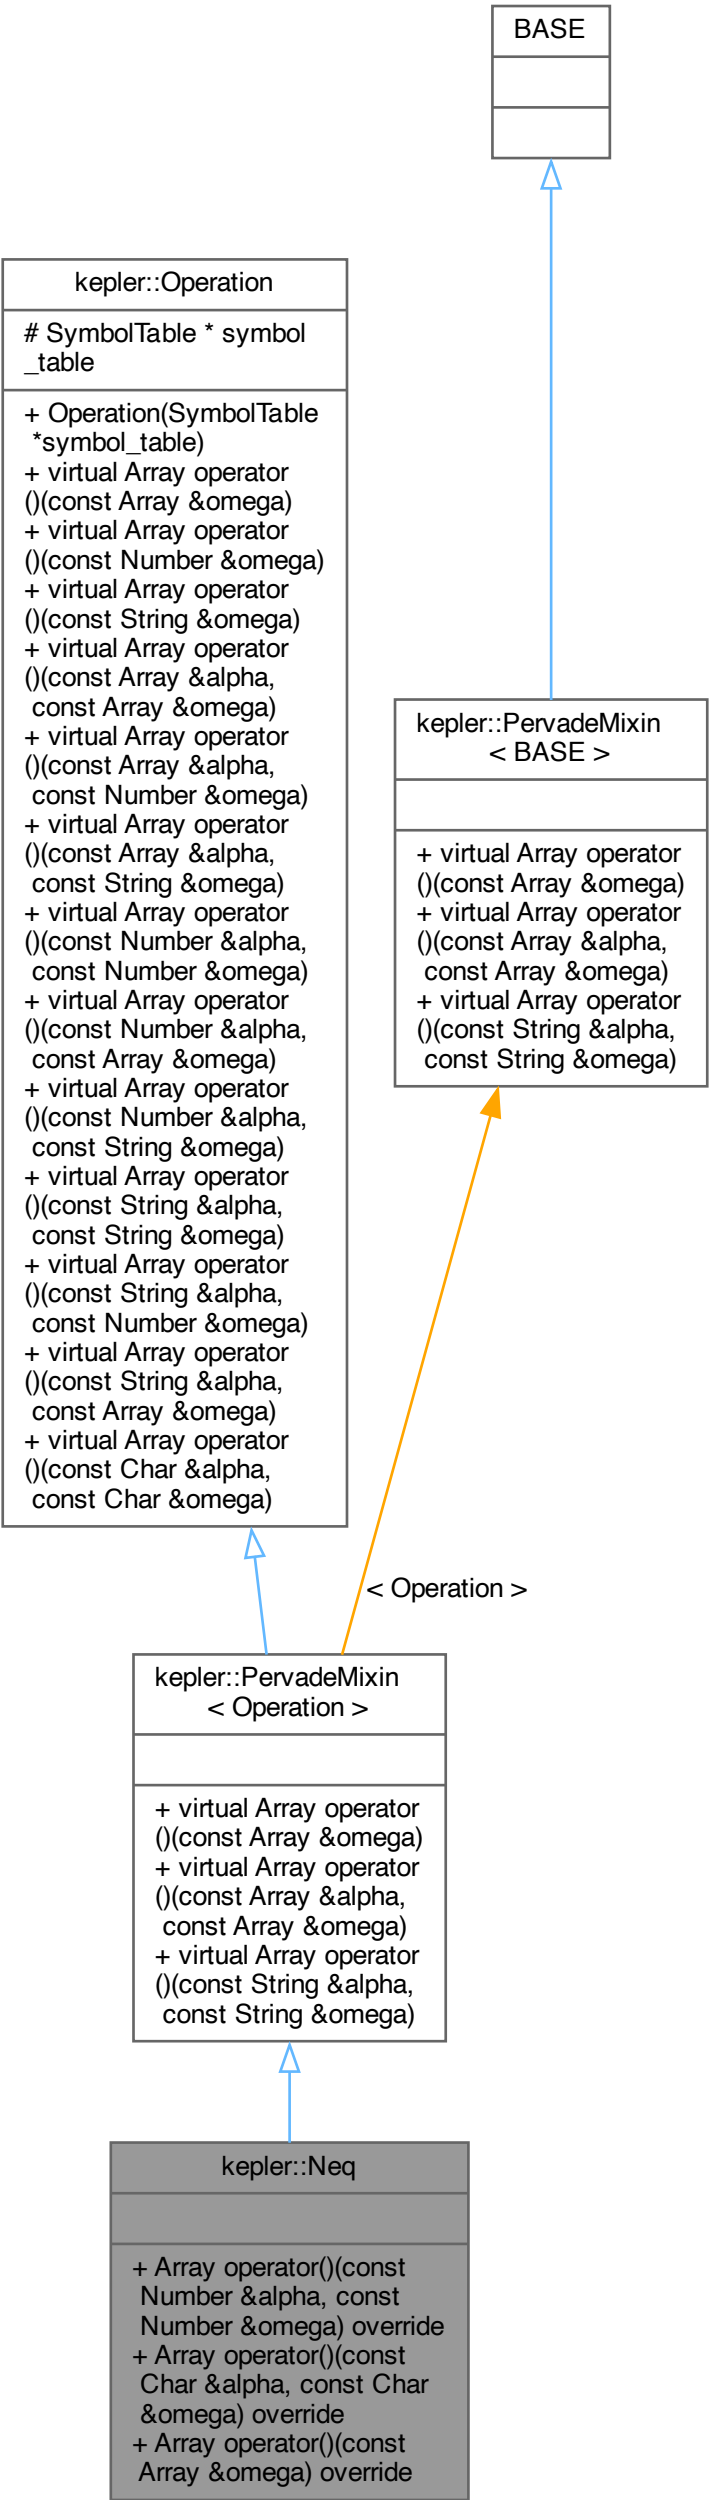 BASE
kepler::Operation
# SymbolTable * symbol
_table
+ Operation(SymbolTable
*symbol_table)
+ virtual Array operator
()(const Array &omega)
+ virtual Array operator
()(const Number &omega)
+ virtual Array operator
()(const String &omega)
+ virtual Array operator
()(const Array &alpha,
const Array &omega)
+ virtual Array operator
()(const Array &alpha,
const Number &omega)
+ virtual Array operator
()(const Array &alpha,
const String &omega)
+ virtual Array operator
()(const Number &alpha,
const Number &omega)
+ virtual Array operator
()(const Number &alpha,
const Array &omega)
+ virtual Array operator
()(const Number &alpha,
const String &omega)
+ virtual Array operator
()(const String &alpha,
const String &omega)
+ virtual Array operator
()(const String &alpha,
const Number &omega)
+ virtual Array operator
()(const String &alpha,
const Array &omega)
+ virtual Array operator
()(const Char &alpha,
const Char &omega)
kepler::PervadeMixin
< BASE >
+ virtual Array operator
()(const Array &omega)
+ virtual Array operator
()(const Array &alpha,
const Array &omega)
+ virtual Array operator
()(const String &alpha,
const String &omega)
< Operation >
kepler::PervadeMixin
< Operation >
+ virtual Array operator
()(const Array &omega)
+ virtual Array operator
()(const Array &alpha,
const Array &omega)
+ virtual Array operator
()(const String &alpha,
const String &omega)
kepler::Neq
+ Array operator()(const
Number &alpha, const
Number &omega) override
+ Array operator()(const
Char &alpha, const Char
&omega) override
+ Array operator()(const
Array &omega) override